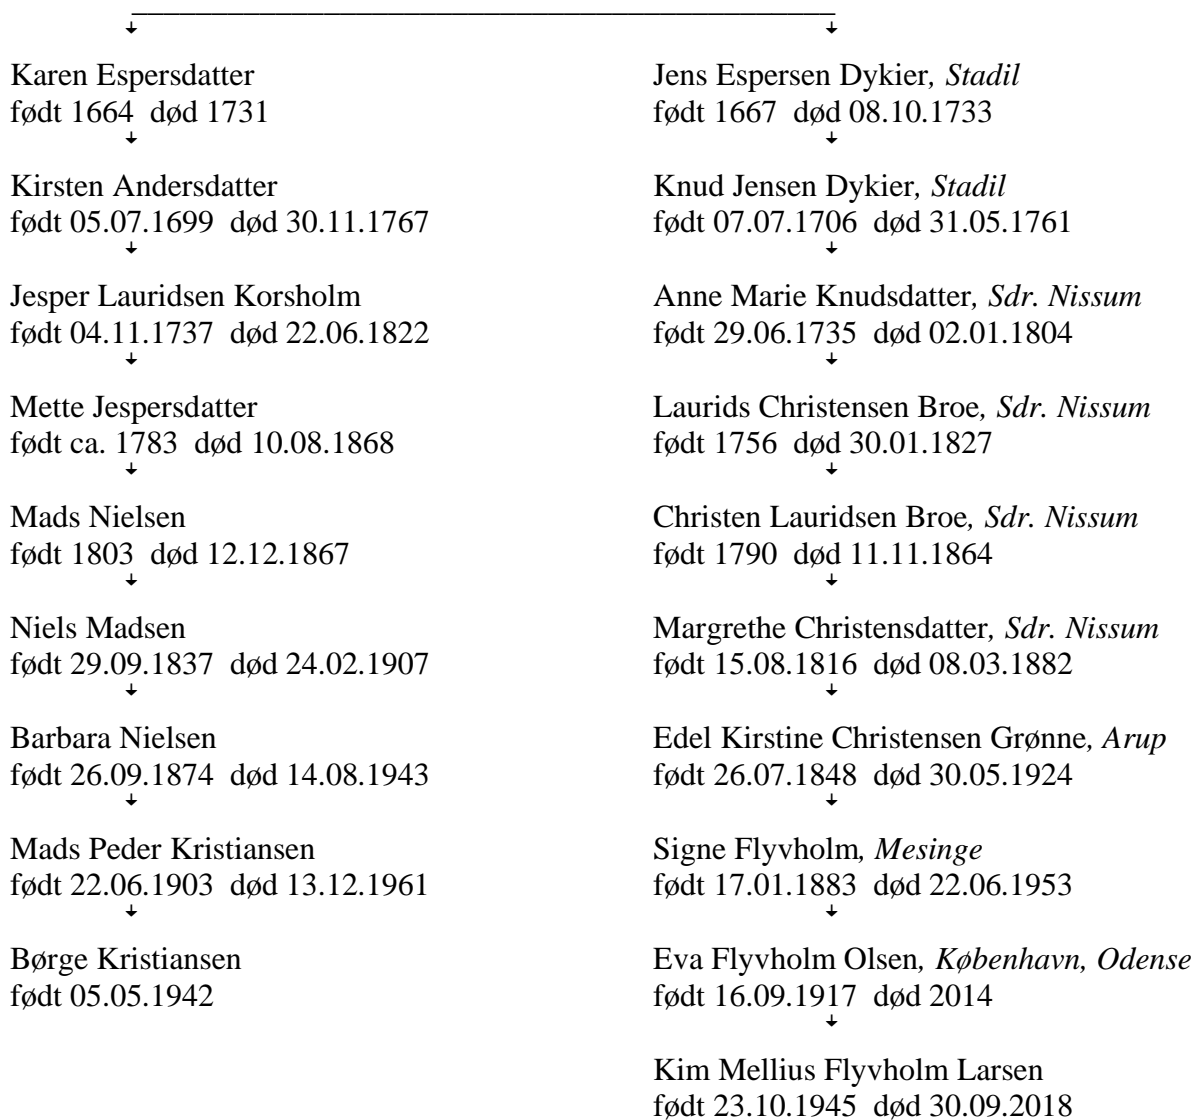 Karen Espersdatter
født 1664 død 1731
Kirsten Andersdatter
født 05.07.1699 død 30.11.1767
Jesper Lauridsen Korsholm
født 04.11.1737 død 22.06.1822
Mette Jespersdatter
født ca. 1783 død 10.08.1868
Mads Nielsen
født 1803 død 12.12.1867
Niels Madsen
født 29.09.1837 død 24.02.1907
Barbara Nielsen
født 26.09.1874 død 14.08.1943
Mads Peder Kristiansen
født 22.06.1903 død 13.12.1961
Børge Kristiansen
født 05.05.1942
Jens Espersen Dykier, Stadil
født 1667 død 08.10.1733
Knud Jensen Dykier, Stadil
født 07.07.1706 død 31.05.1761
Anne Marie Knudsdatter, Sdr. Nissum
født 29.06.1735 død 02.01.1804
Laurids Christensen Broe, Sdr. Nissum
født 1756 død 30.01.1827
Christen Lauridsen Broe, Sdr. Nissum
født 1790 død 11.11.1864
Margrethe Christensdatter, Sdr. Nissum
født 15.08.1816 død 08.03.1882
Edel Kirstine Christensen Grønne, Arup
født 26.07.1848 død 30.05.1924
Signe Flyvholm, Mesinge
født 17.01.1883 død 22.06.1953
Eva Flyvholm Olsen, København, Odense
født 16.09.1917 død 2014
Kim Mellius Flyvholm Larsen
født 23.10.1945 død 30.09.2018